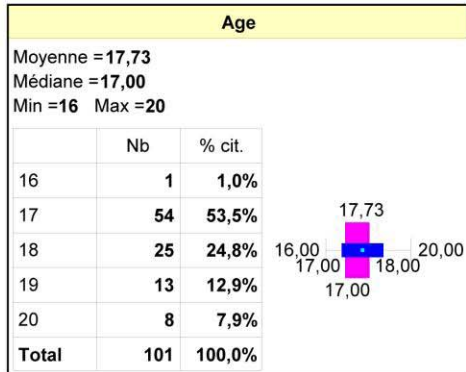 Age
Moyenne =17,73
Médiane =17,00
Min =16 Max =20
Nb % cit.
16 1 1,0%
17 54 53,5%
18 25 24,8%
19 13 12,9%
20 8 7,9%
Total 101 100,0%
17,73
16,00 20,00
17,00 18,00
17,00